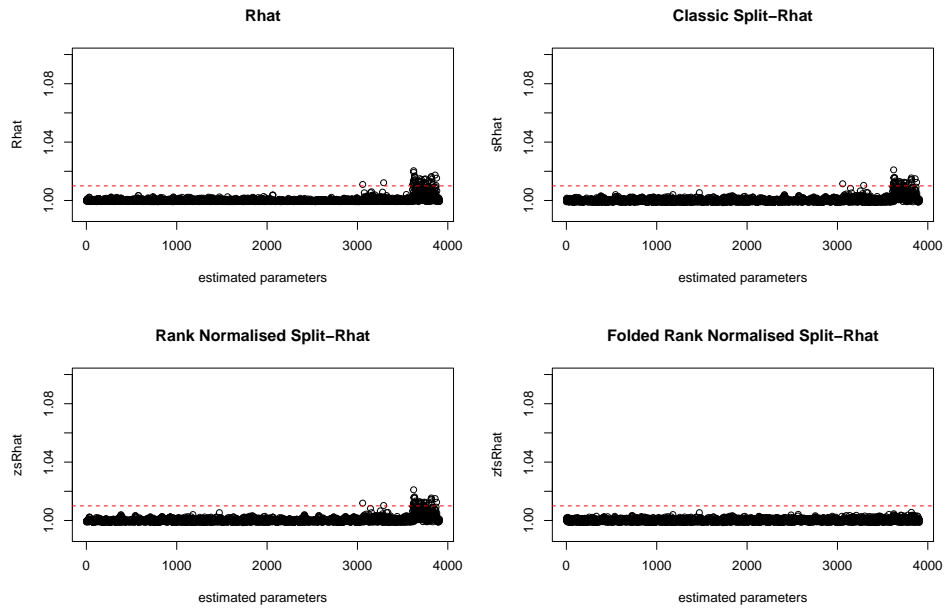 Rhat
Rhat
1.00
1.04
1.08
0
1000
2000
3000
4000
estimated parameters
Classic Split−Rhat
sRhat
1.00
1.04
1.08
0
1000
2000
3000
4000
estimated parameters
Rank Normalised Split−Rhat
zsRhat
1.00
1.04
1.08
0
1000
2000
3000
4000
estimated parameters
Folded Rank Normalised Split−Rhat
zfsRhat
1.00
1.04
1.08
0
1000
2000
3000
4000
estimated parameters